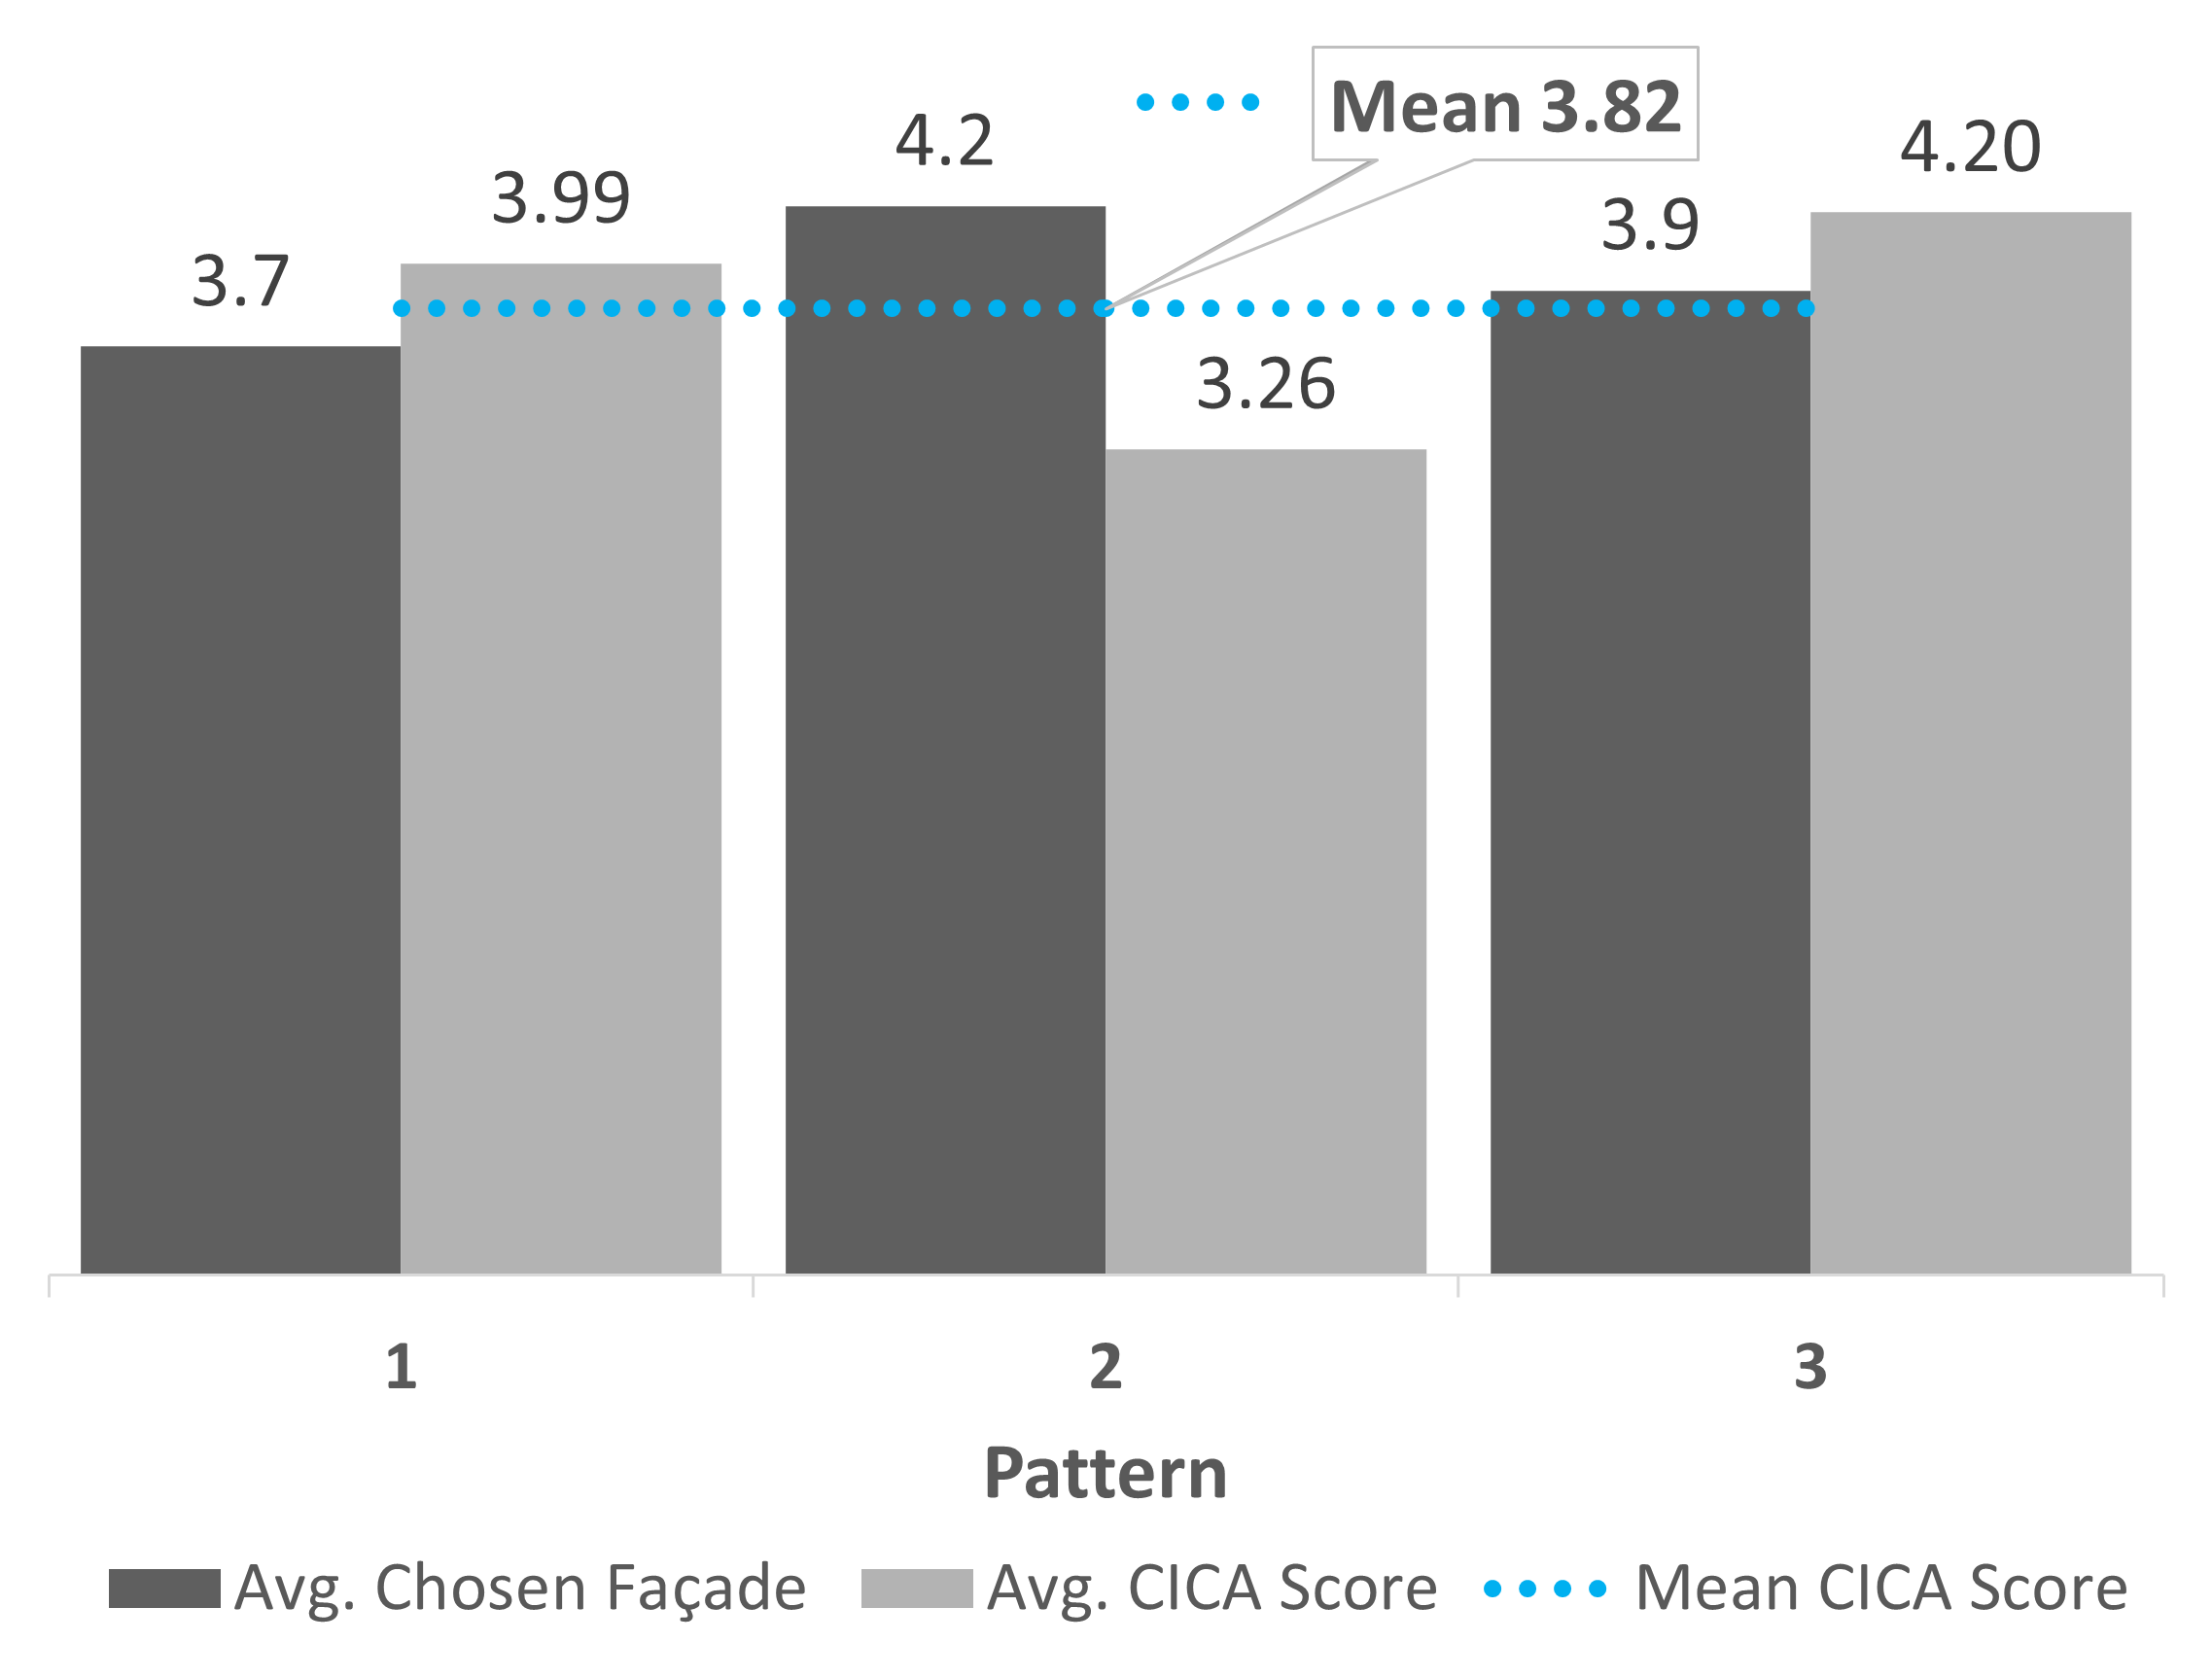 Mean 3.82
3.7
3.99
4.2
3.26
3.9
4.20
1
2
3
Pattern
Avg. Chosen Façade
Avg. CICA Score
Mean CICA Score